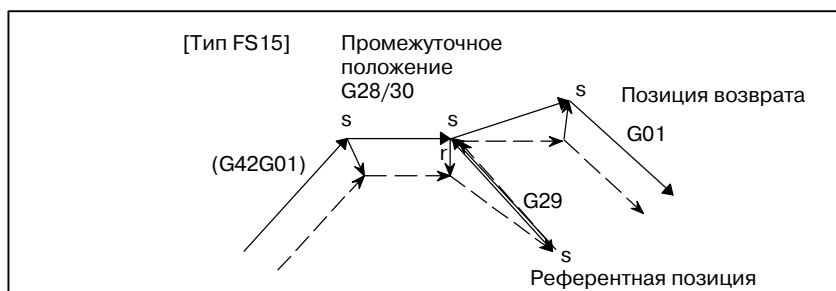 [Тип FS15]
Промежуточное
положение
G28/30
s
s
s
Позиция возврата
G01
(G42G01)
r
G29
s
Референтная позиция